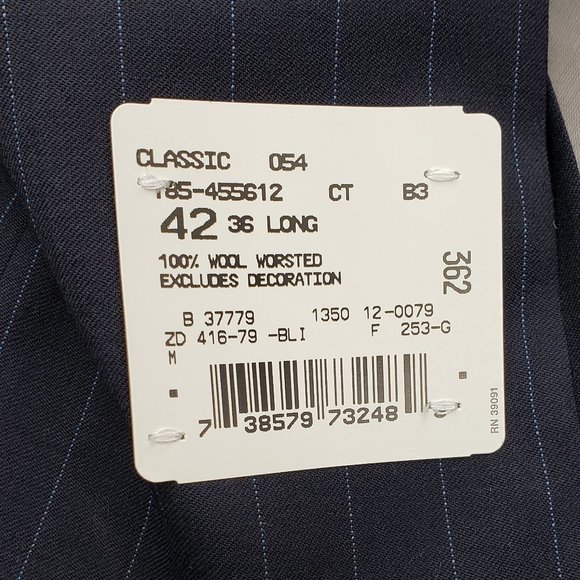 CLASSIC 054
T85-455612 CT B3
42 36 LONG
100% WOOL WORSTED
EXCLUDES DECORATION
362
B 37779 1350 12-0079
ZD 416-79 -BLI F 253-G
M
7 38579 73248
RN 39091